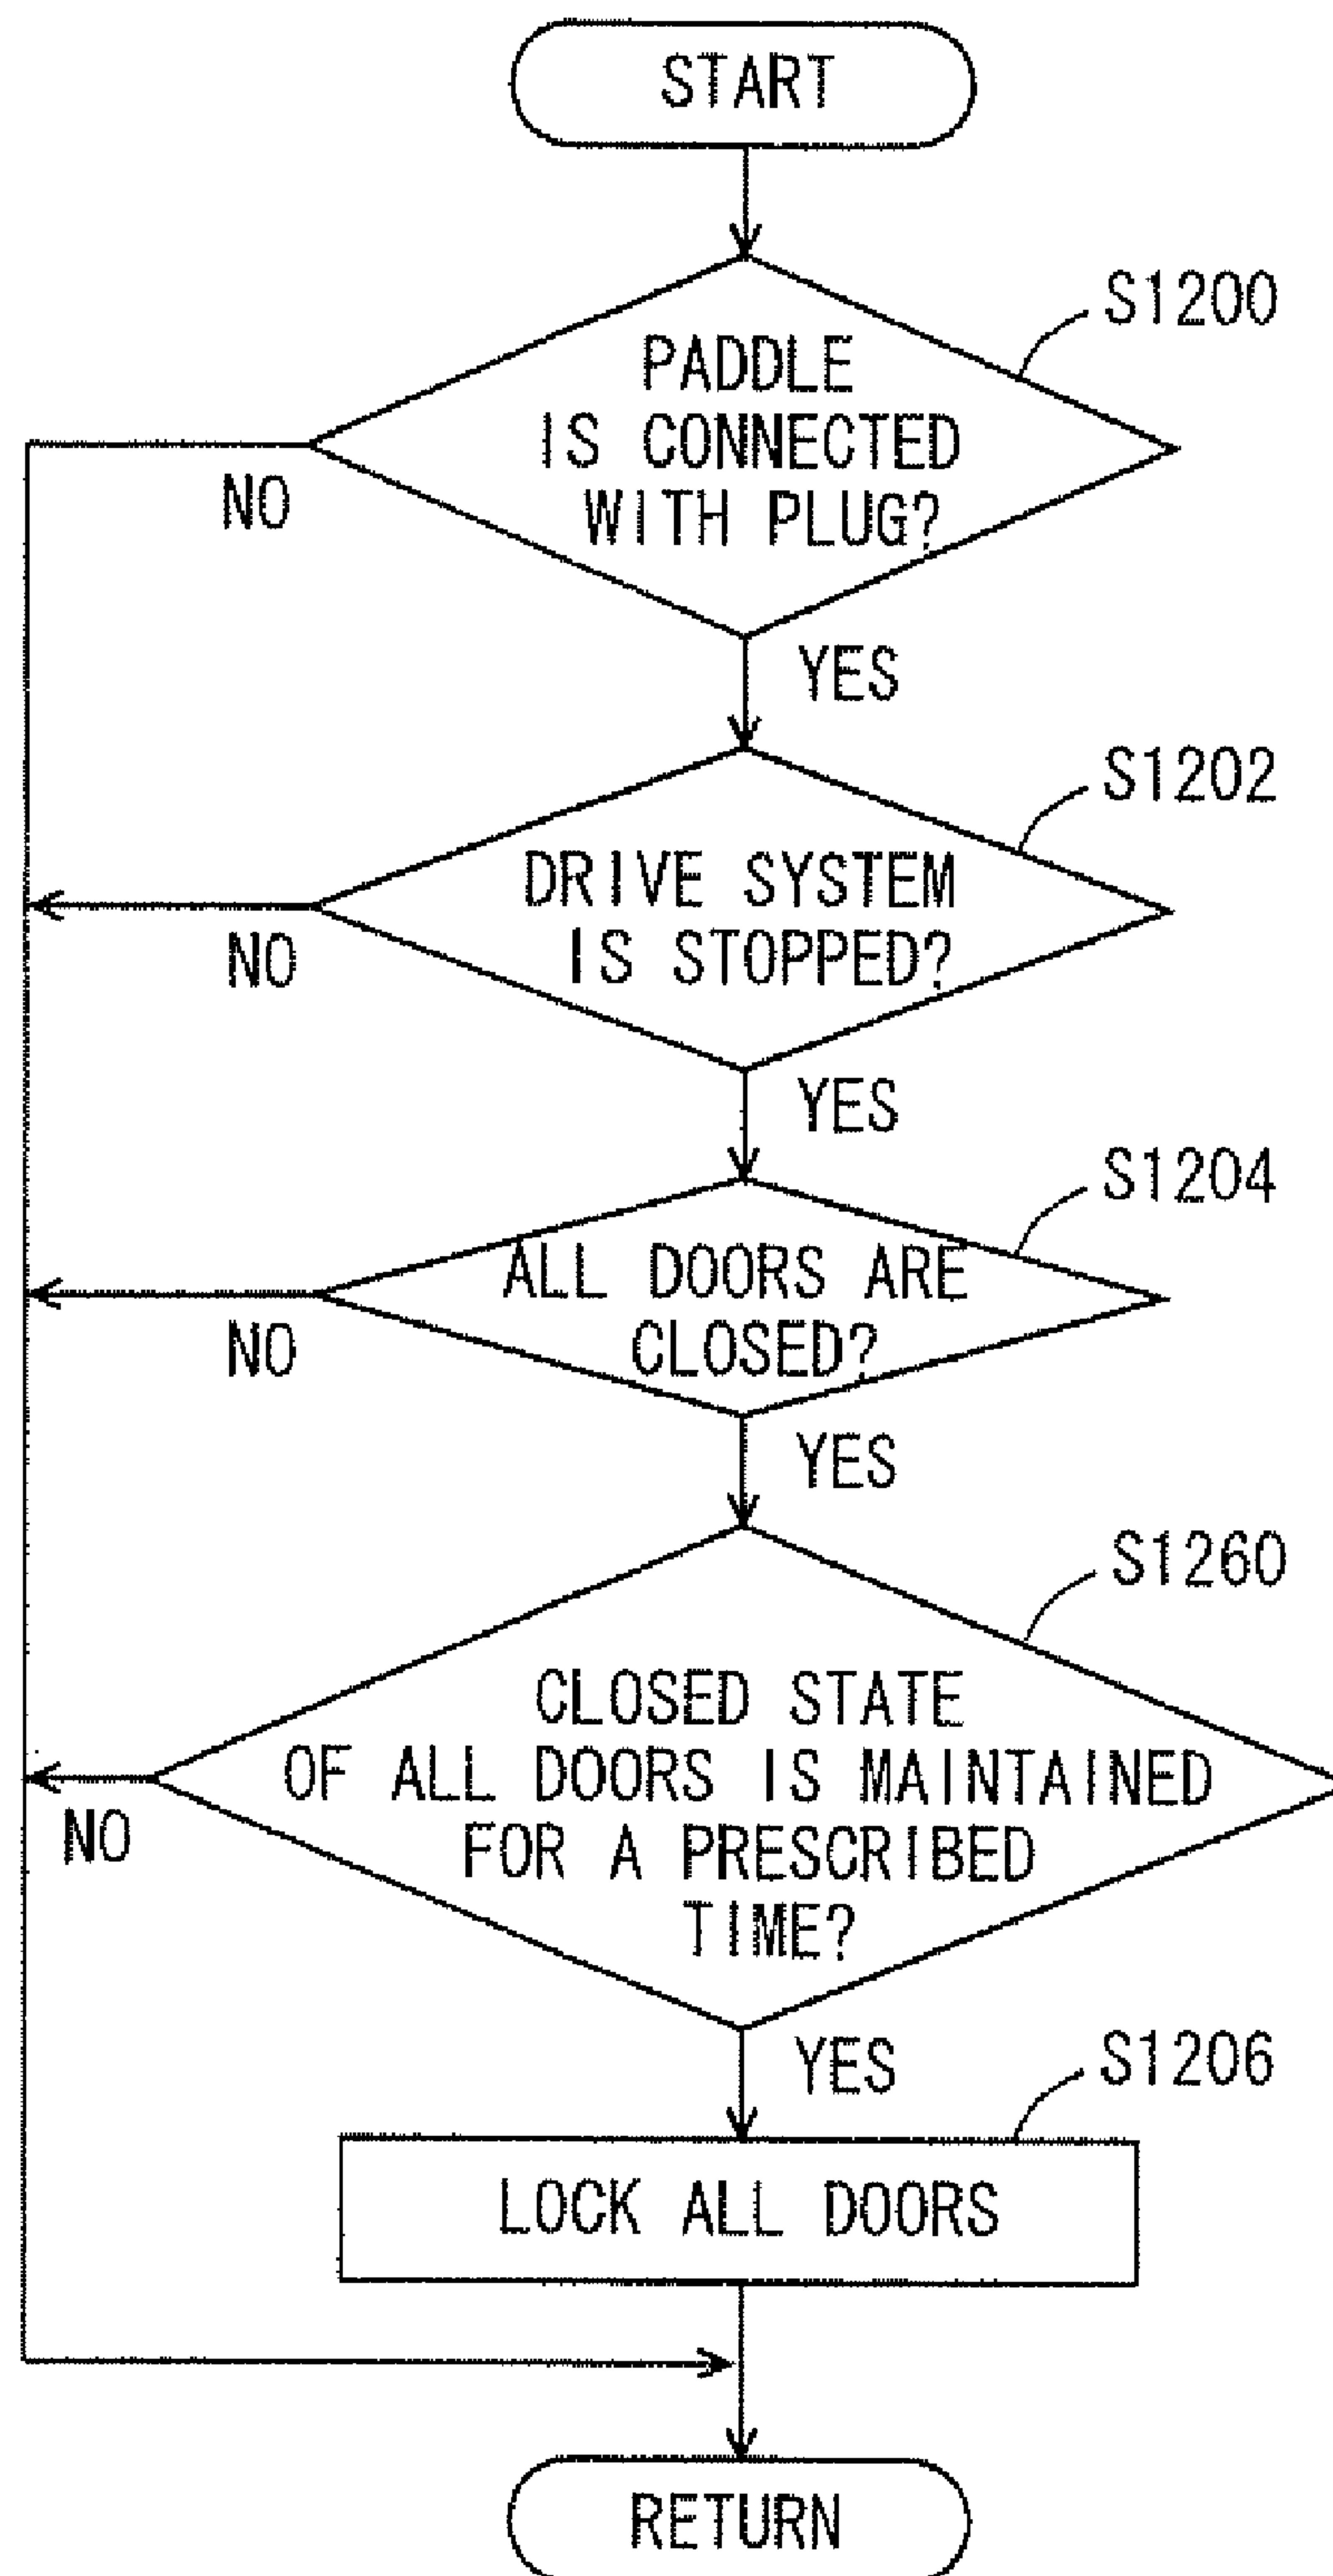 START
S1200
PADDLE
IS CONNECTED
WITH PLUG?
NO
YES
S1202
DRIVE SYSTEM
IS STOPPED?
NO
YES
S1204
ALL DOORS ARE
CLOSED?
NO
YES
S1260
CLOSED STATE
OF ALL DOORS IS MAINTAINED
FOR A PRESCRIBED
TIME?
NO
YES
S1206
LOCK ALL DOORS
RETURN